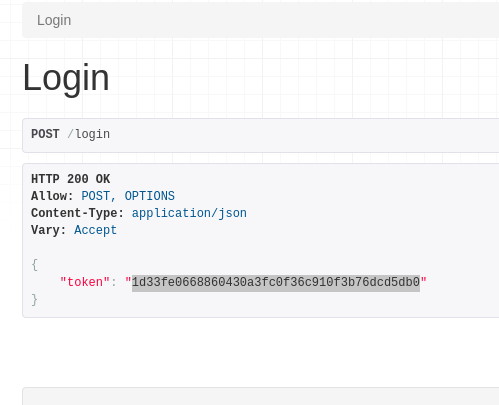 Login
Login
POST /login
HTTP 200 OK
Allow: POST, OPTIONS
Content-Type: application/json
Vary: Accept
{
"token": "1d33fe0668860430a3fc0f36c910f3b76dcd5db0"
}